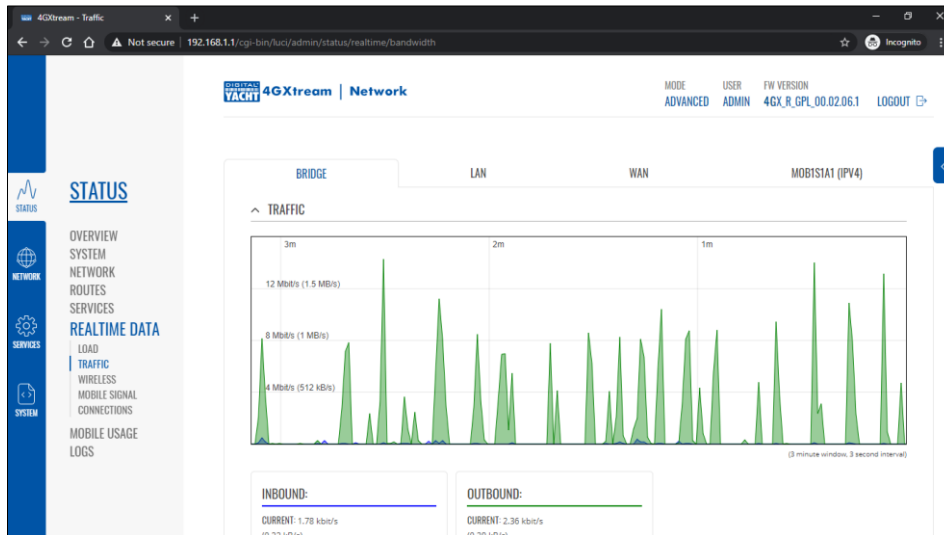 4GXtream - Traffic
Not secure | 192.168.1.1/cgi-bin/luci/admin/status/realtime/bandwidth
Incognito
DIGITAL YACHT 4GXtream | Network
MODE USER FW VERSION
ADVANCED ADMIN 4GX_R_GPL_00.02.06.1 LOGOUT
BRIDGE LAN WAN MOB1S1A1 (IPV4)
STATUS
STATUS
TRAFFIC
OVERVIEW
SYSTEM
NETWORK
ROUTES
SERVICES
REALTIME DATA
LOAD
TRAFFIC
WIRELESS
MOBILE SIGNAL
CONNECTIONS
MOBILE USAGE
LOGS
NETWORK
SERVICES
SYSTEM
3m 2m 1m
12 Mbit/s (1.5 MB/s)
8 Mbit/s (1 MB/s)
4 Mbit/s (512 kB/s)
(3 minute window, 3 second interval)
INBOUND: OUTBOUND:
CURRENT: 1.78 kbit/s CURRENT: 2.36 kbit/s